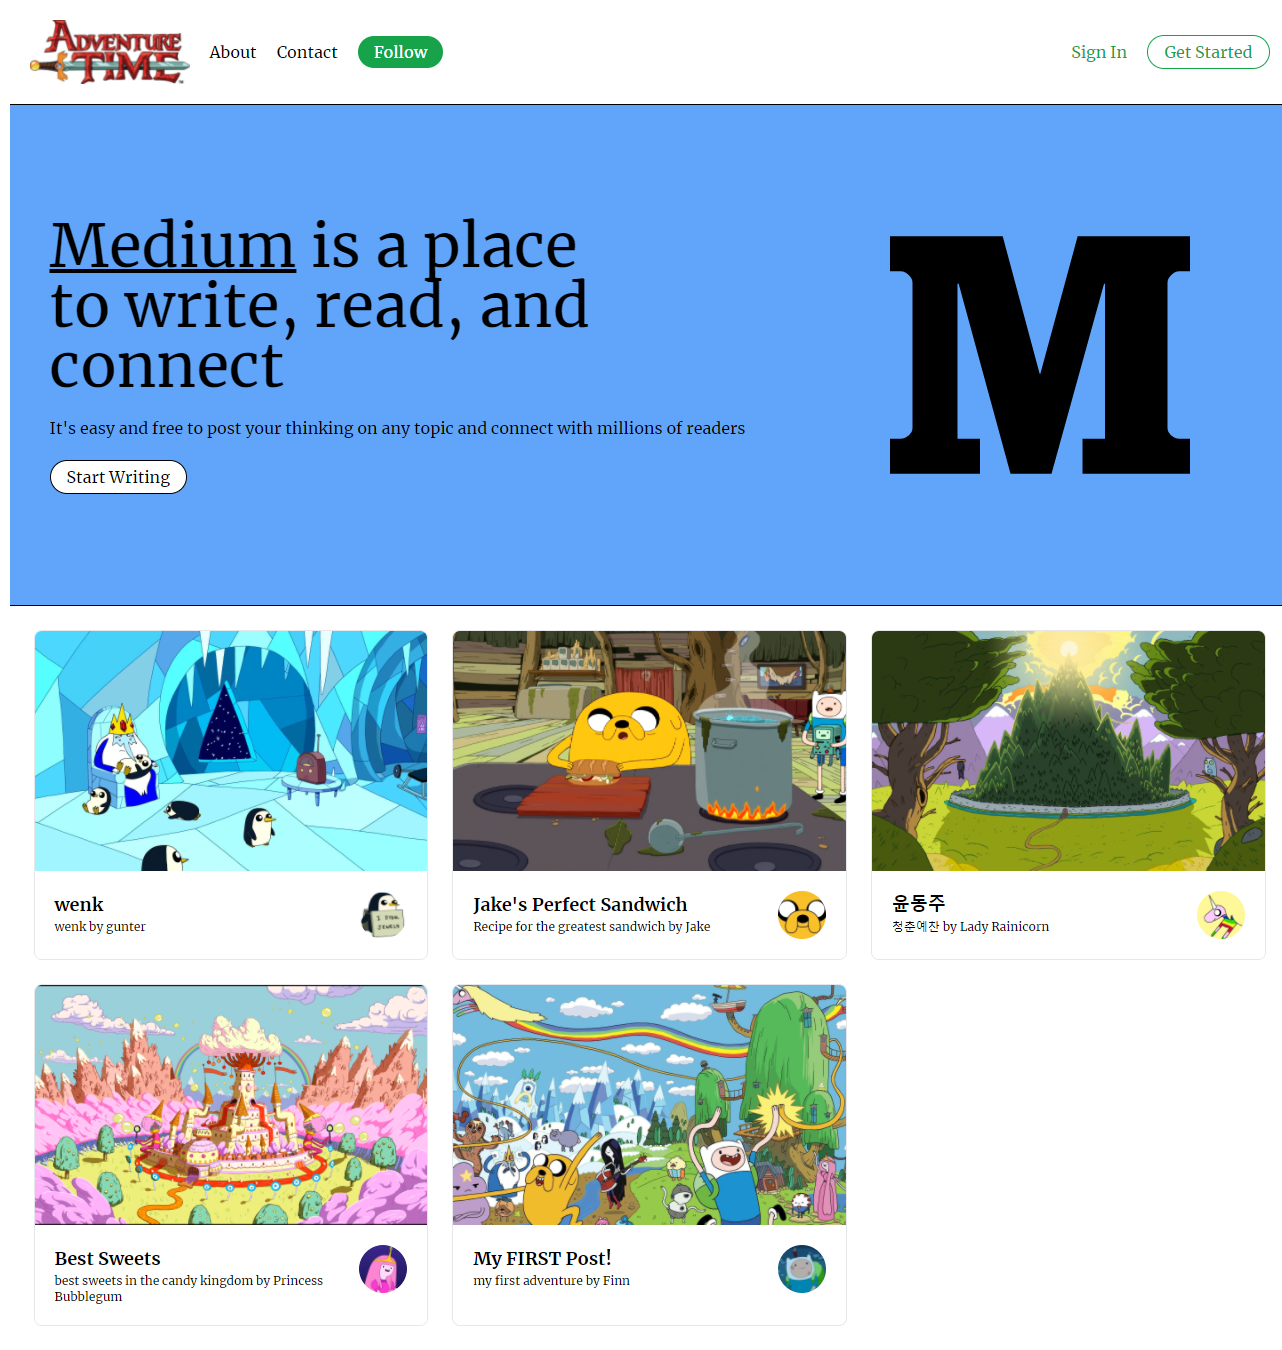 ADVENTURE
TIME
About Contact Follow
Sign In Get Started
Medium is a place
to write, read, and
connect
It's easy and free to post your thinking on any topic and connect with millions of readers
Start Writing
M
wenk
wenk by gunter
Jake's Perfect Sandwich
Recipe for the greatest sandwich by Jake
윤동주
청춘예찬 by Lady Rainicorn
Best Sweets
best sweets in the candy kingdom by Princess
Bubblegum
My FIRST Post!
my first adventure by Finn